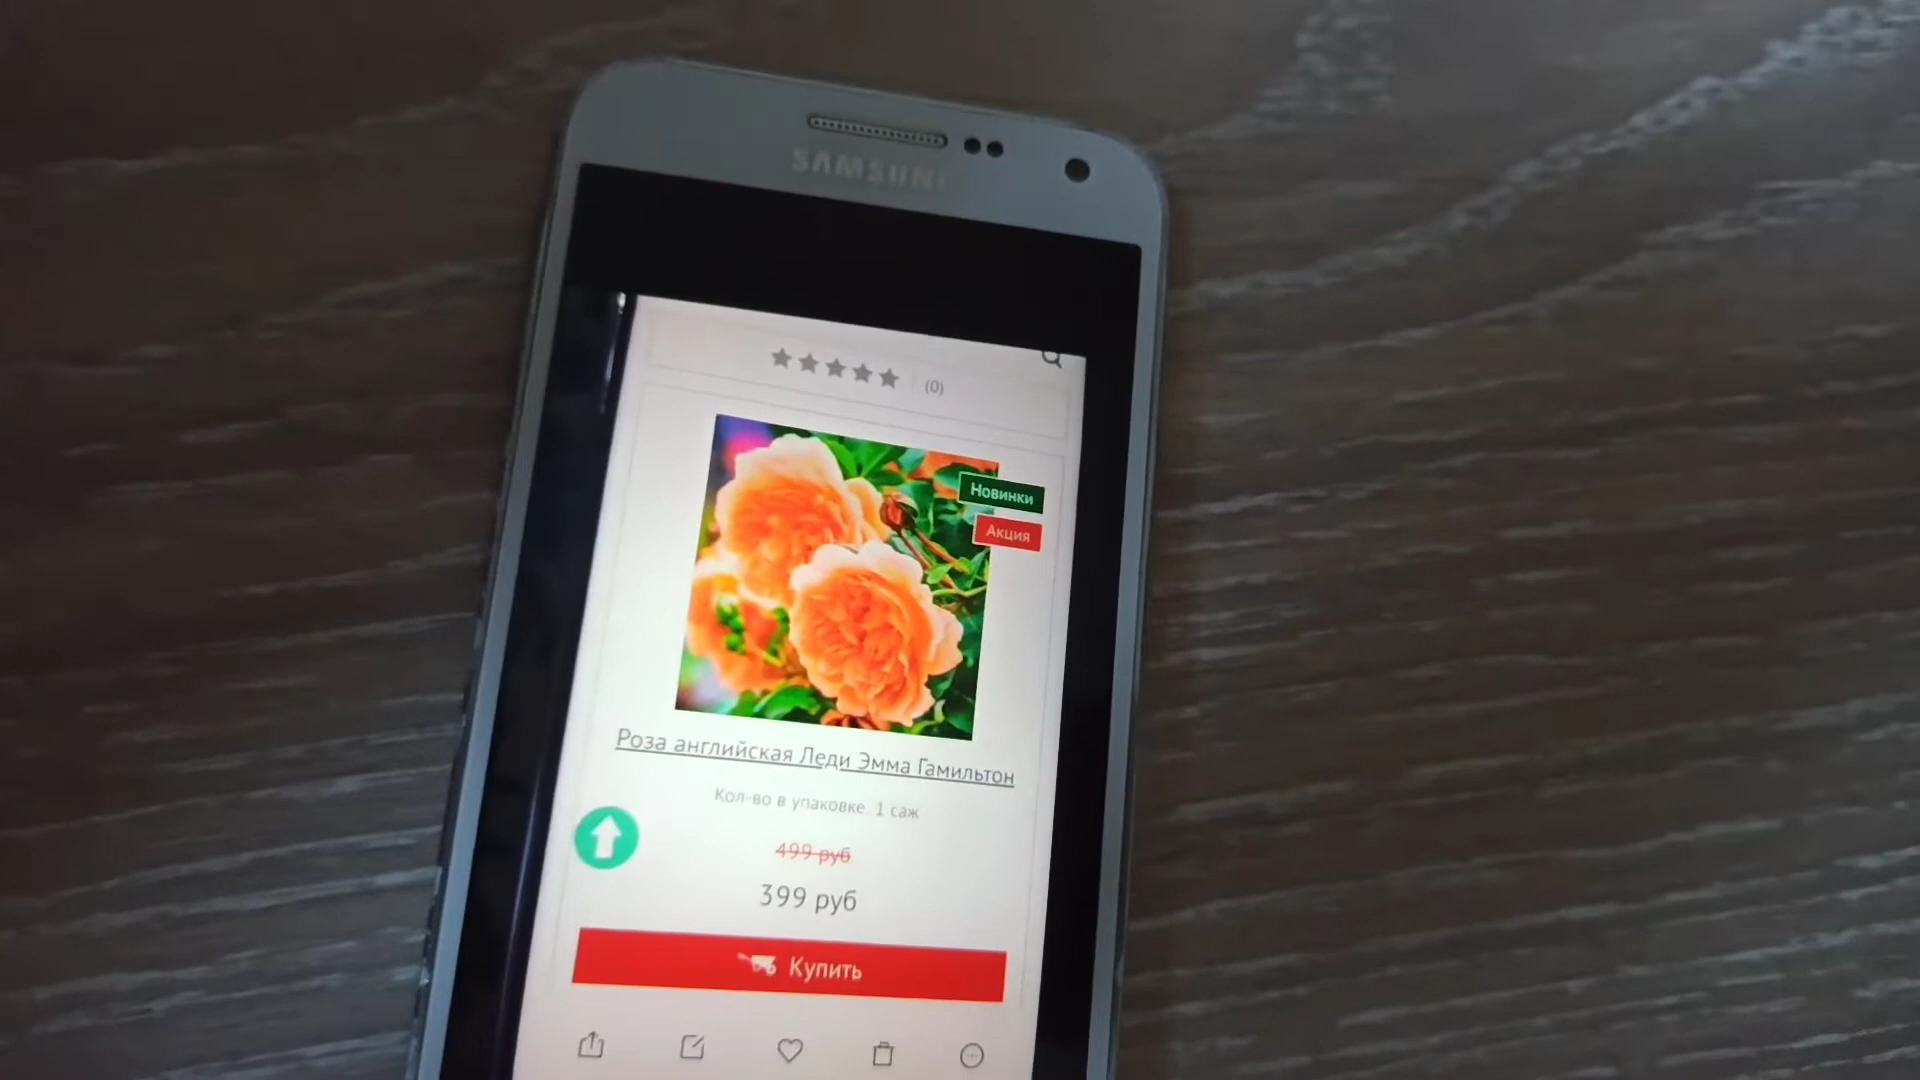 SAMSUNG
(0)
Новинки
Акция
Роза английская Леди Эмма Гамильтон
Кол-во в упаковке: 1 саж
499 руб
399 руб
Купить